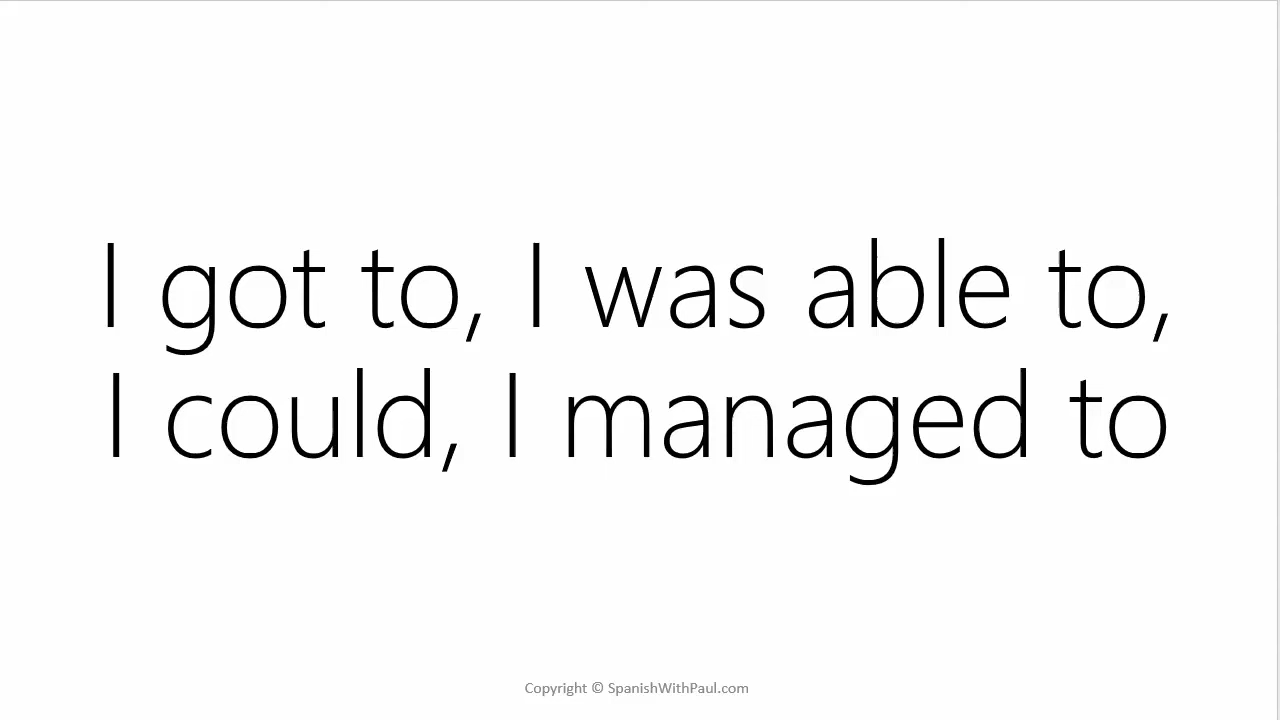 I got to, I was able to,
I could, I managed to
Copyright © SpanishWithPaul.com